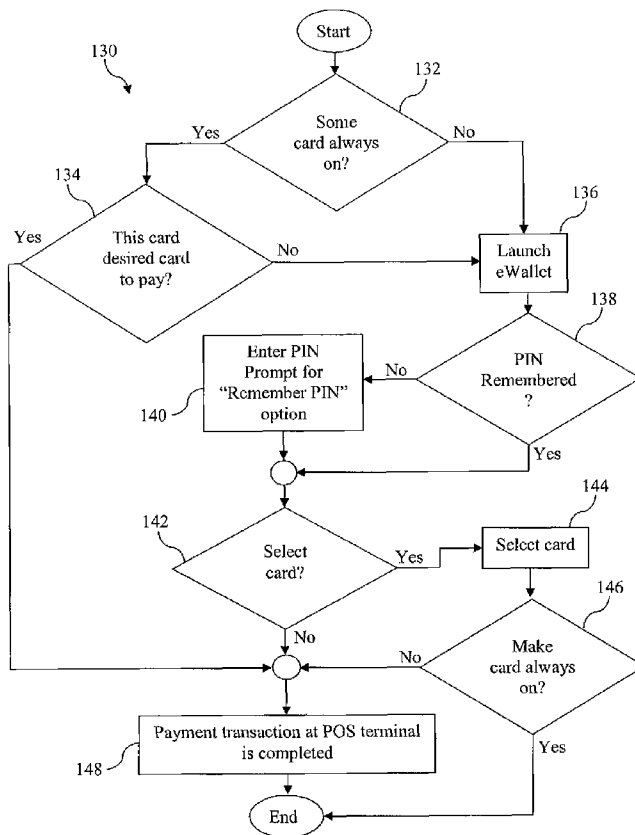 Start
130
132
Some
card always
on?
Yes
No
134
136
This card
desired card
to pay?
Yes
No
Launch
eWallet
138
Enter PIN
Prompt for
“Remember PIN”
option
140
No
PIN
Remembered
?
Yes
142
144
Select
card?
Yes
Select card
146
No
No
Make
card always
on?
Payment transaction at POS terminal
is completed
148
Yes
End